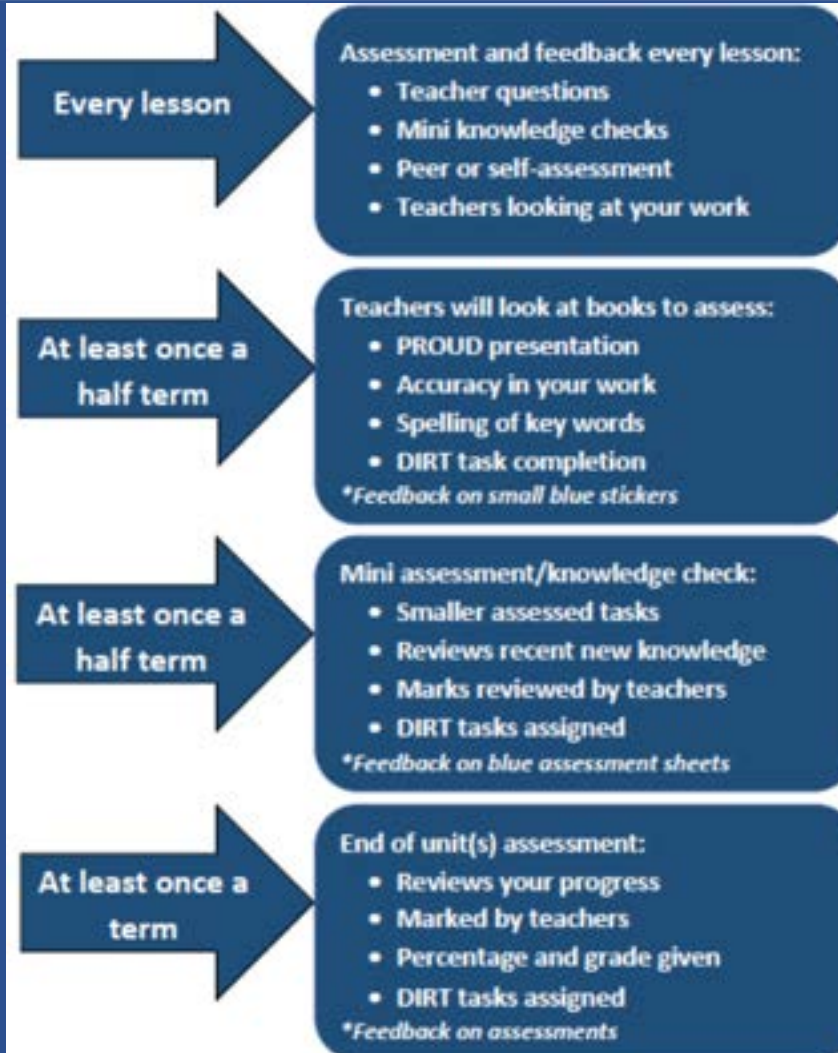 Every lesson
Assessment and feedback every lesson:
• Teacher questions
• Mini knowledge checks
• Peer or self-assessment
• Teachers looking at your work
At least once a
half term
Teachers will look at books to assess:
• PROUD presentation
• Accuracy in your work
• Spelling of key words
• DIRT task completion
*Feedback on small blue stickers
At least once a
half term
Mini assessment/knowledge check:
• Smaller assessed tasks
• Reviews recent new knowledge
• Marks reviewed by teachers
• DIRT tasks assigned
*Feedback on blue assessment sheets
At least once a
term
End of unit(s) assessment:
• Reviews your progress
• Marked by teachers
• Percentage and grade given
• DIRT tasks assigned
*Feedback on assessments